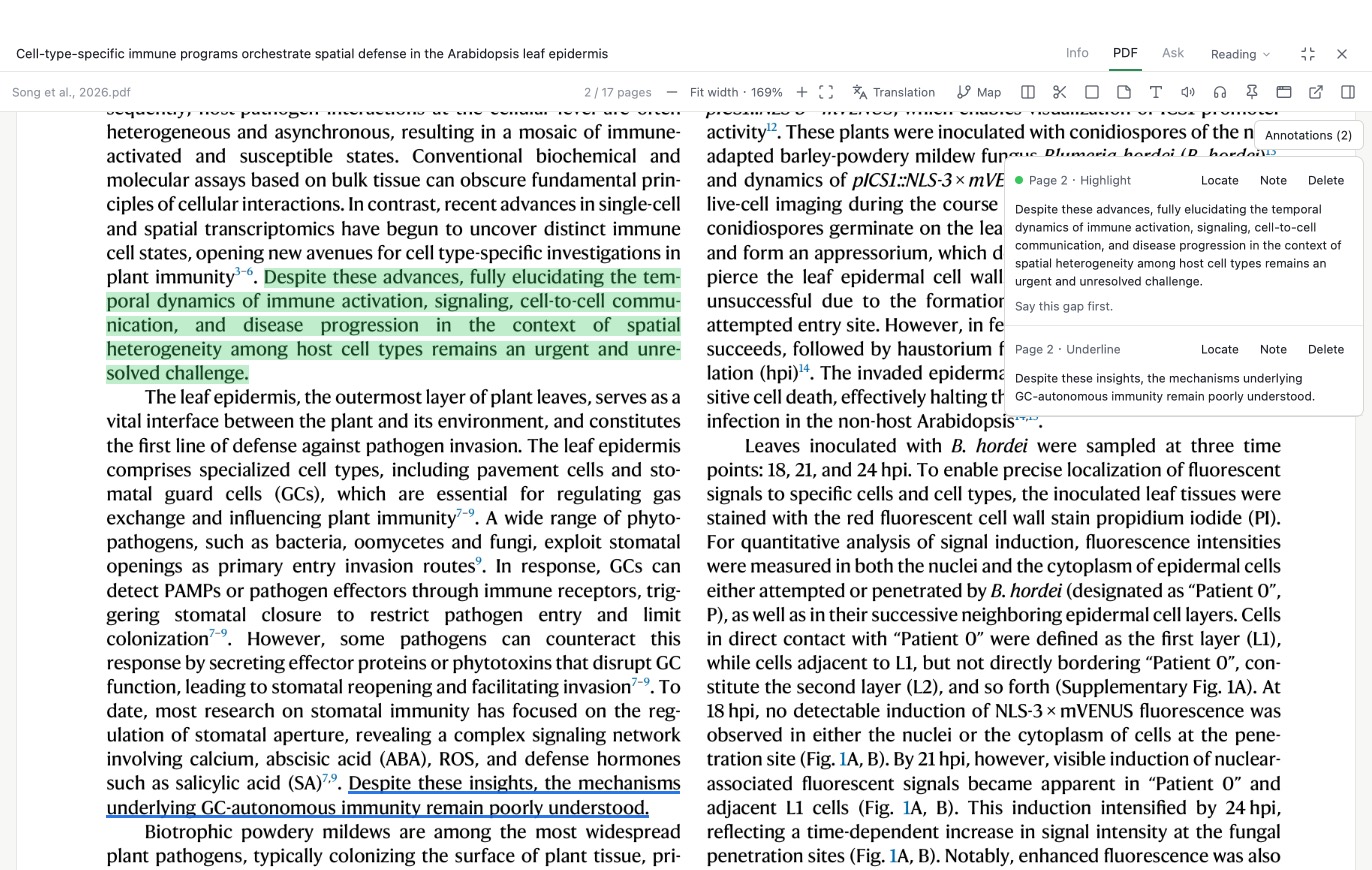 Cell-type-specific immune programs orchestrate spatial defense in the Arabidopsis leaf epidermis
Info PDF Ask Reading
Song et al., 2026.pdf
2 / 17 pages — Fit width · 169% +
Translation Map
Annotations (2)
heterogeneous and asynchronous, resulting in a mosaic of immune-
activated and susceptible states. Conventional biochemical and
molecular assays based on bulk tissue can obscure fundamental prin-
ciples of cellular interactions. In contrast, recent advances in single-cell
and spatial transcriptomics have begun to uncover distinct immune
cell states, opening new avenues for cell type-specific investigations in
plant immunity3–6. Despite these advances, fully elucidating the tem-
poral dynamics of immune activation, signaling, cell-to-cell commu-
nication, and disease progression in the context of spatial
heterogeneity among host cell types remains an urgent and unre-
solved challenge.
The leaf epidermis, the outermost layer of plant leaves, serves as a
vital interface between the plant and its environment, and constitutes
the first line of defense against pathogen invasion. The leaf epidermis
comprises specialized cell types, including pavement cells and sto-
matal guard cells (GCs), which are essential for regulating gas
exchange and influencing plant immunity7–9. A wide range of phyto-
pathogens, such as bacteria, oomycetes and fungi, exploit stomatal
openings as primary entry invasion routes9. In response, GCs can
detect PAMPs or pathogen effectors through immune receptors, trig-
gering stomatal closure to restrict pathogen entry and limit
colonization7–9. However, some pathogens can counteract this
response by secreting effector proteins or phytotoxins that disrupt GC
function, leading to stomatal reopening and facilitating invasion7–9. To
date, most research on stomatal immunity has focused on the reg-
ulation of stomatal aperture, revealing a complex signaling network
involving calcium, abscisic acid (ABA), ROS, and defense hormones
such as salicylic acid (SA)7,9. Despite these insights, the mechanisms
underlying GC-autonomous immunity remain poorly understood.
Biotrophic powdery mildews are among the most widespread
plant pathogens, typically colonizing the surface of plant tissue, pri-
activity12. These plants were inoculated with conidiospores of the n
adapted barley-powdery mildew fungus Blumeria hordei (B. hordei)13
and dynamics of pICS1::NLS-3 × mVE
live-cell imaging during the course
conidiospores germinate on the lea
and form an appressorium, which d
pierce the leaf epidermal cell wall
unsuccessful due to the formation
attempted entry site. However, in fe
succeeds, followed by haustorium f
lation (hpi)14. The invaded epiderma
sitive cell death, effectively halting th
infection in the non-host Arabidopsis14,15.
Leaves inoculated with B. hordei were sampled at three time
points: 18, 21, and 24 hpi. To enable precise localization of fluorescent
signals to specific cells and cell types, the inoculated leaf tissues were
stained with the red fluorescent cell wall stain propidium iodide (PI).
For quantitative analysis of signal induction, fluorescence intensities
were measured in both the nuclei and the cytoplasm of epidermal cells
either attempted or penetrated by B. hordei (designated as “Patient 0”,
P), as well as in their successive neighboring epidermal cell layers. Cells
in direct contact with “Patient 0” were defined as the first layer (L1),
while cells adjacent to L1, but not directly bordering “Patient 0”, con-
stitute the second layer (L2), and so forth (Supplementary Fig. 1A). At
18 hpi, no detectable induction of NLS-3 × mVENUS fluorescence was
observed in either the nuclei or the cytoplasm of cells at the pene-
tration site (Fig. 1A, B). By 21 hpi, however, visible induction of nuclear-
associated fluorescent signals became apparent in “Patient 0” and
adjacent L1 cells (Fig. 1A, B). This induction intensified by 24 hpi,
reflecting a time-dependent increase in signal intensity at the fungal
penetration sites (Fig. 1A, B). Notably, enhanced fluorescence was also
Page 2 · Highlight Locate Note Delete
Despite these advances, fully elucidating the temporal
dynamics of immune activation, signaling, cell-to-cell
communication, and disease progression in the context of
spatial heterogeneity among host cell types remains an
urgent and unresolved challenge.
Say this gap first.
Page 2 · Underline Locate Note Delete
Despite these insights, the mechanisms underlying
GC-autonomous immunity remain poorly understood.